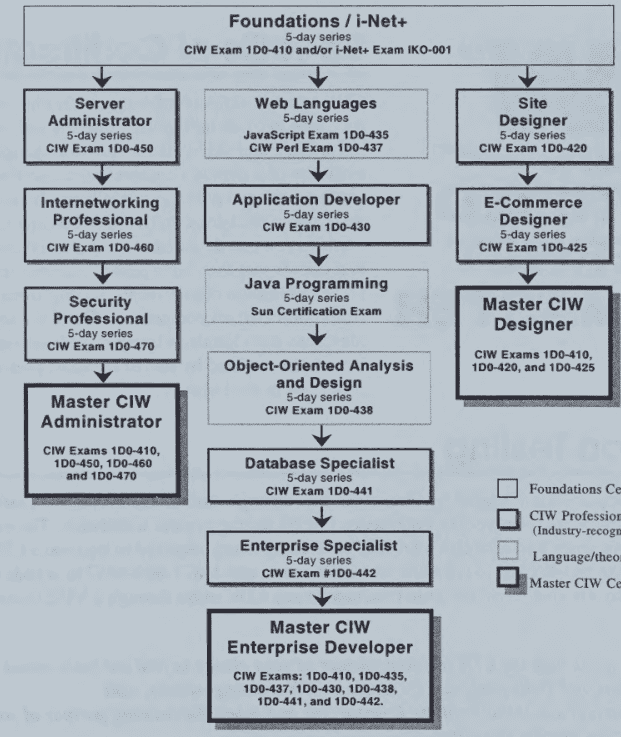 Foundations / i-Net+
5-day series
CIW Exam 1D0-410 and/or i-Net+ Exam IKO-001
Server
Administrator
5-day series
CIW Exam 1D0-450
Internetworking
Professional
5-day series
CIW Exam 1D0-460
Security
Professional
5-day series
CIW Exam 1D0-470
Master CIW
Administrator
CIW Exams 1D0-410,
1D0-450, 1D0-460
and 1D0-470
Web Languages
5-day series
JavaScript Exam 1D0-435
CIW Perl Exam 1D0-437
Application Developer
5-day series
CIW Exam 1D0-430
Java Programming
5-day series
Sun Certification Exam
Object-Oriented Analysis
and Design
5-day series
CIW Exam 1D0-438
Database Specialist
5-day series
CIW Exam 1D0-441
Enterprise Specialist
5-day series
CIW Exam #1D0-442
Master CIW
Enterprise Developer
CIW Exams: 1D0-410, 1D0-435,
1D0-437, 1D0-430, 1D0-438,
1D0-441, and 1D0-442.
Site
Designer
5-day series
CIW Exam 1D0-420
E-Commerce
Designer
5-day series
CIW Exam 1D0-425
Master CIW
Designer
CIW Exams 1D0-410,
1D0-420, and 1D0-425
Foundations Ce
CIW Profession
(Industry-recogn
Language/theor
Master CIW Ce